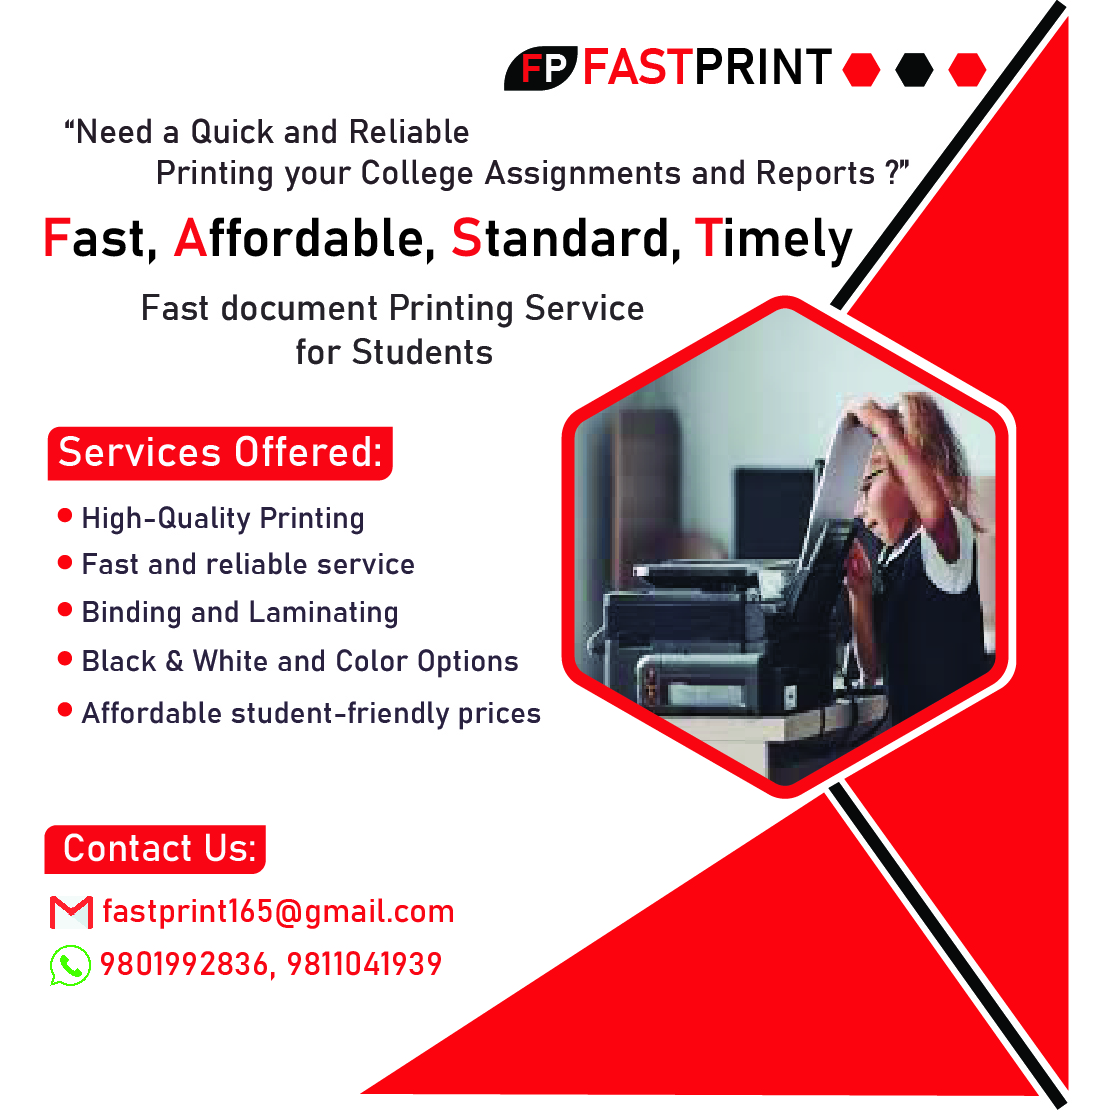 FP FASTPRINT
“Need a Quick and Reliable
Printing your College Assignments and Reports ?”
Fast, Affordable, Standard, Timely
Fast document Printing Service
for Students
Services Offered:
High-Quality Printing
Fast and reliable service
Binding and Laminating
Black & White and Color Options
Affordable student-friendly prices
Contact Us:
fastprint165@gmail.com
9801992836, 9811041939